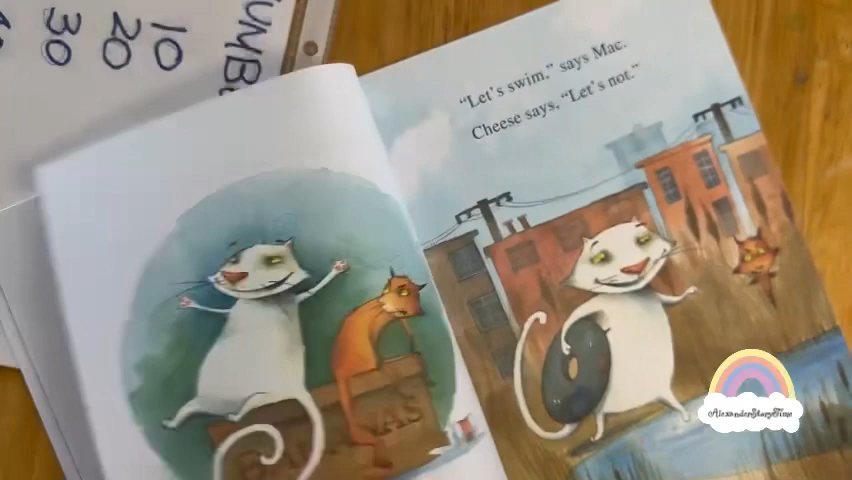 10
20
30
"Let's swim," says Mac.
Cheese says, "Let's not."
AlexanderStoryTime